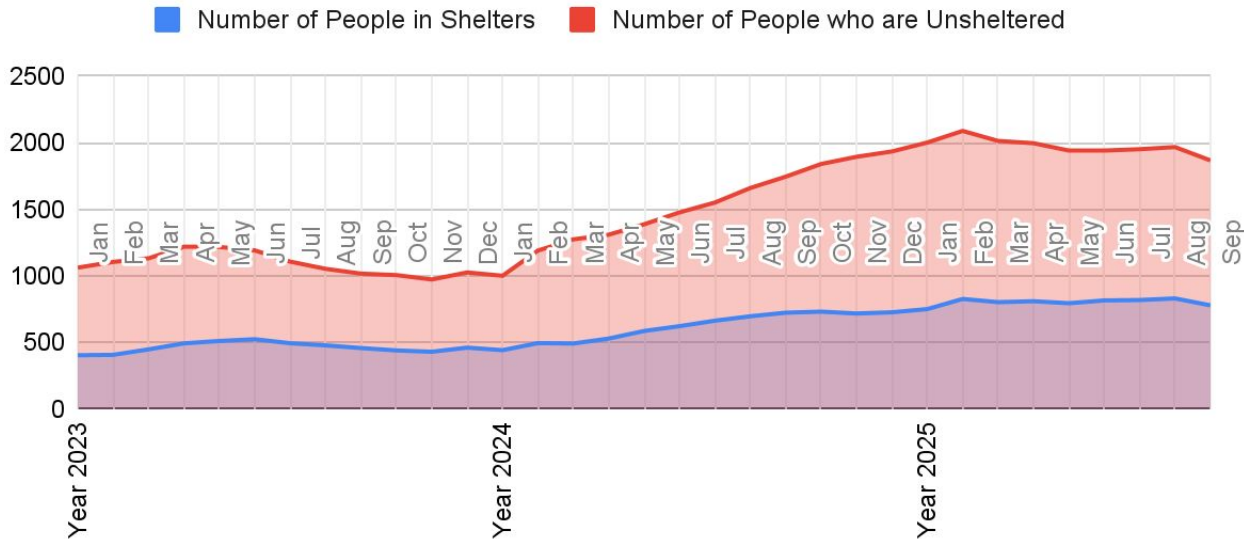 Number of People in Shelters Number of People who are Unsheltered
2500
2000
1500
1000
500
0
Jan Feb Mar Apr May Jun Jul Aug Sep Oct Nov Dec Jan Feb Mar Apr May Jun Jul Aug Sep Oct Nov Dec Jan Feb Mar Apr May Jun Jul Aug Sep
Year 2023 Year 2024 Year 2025